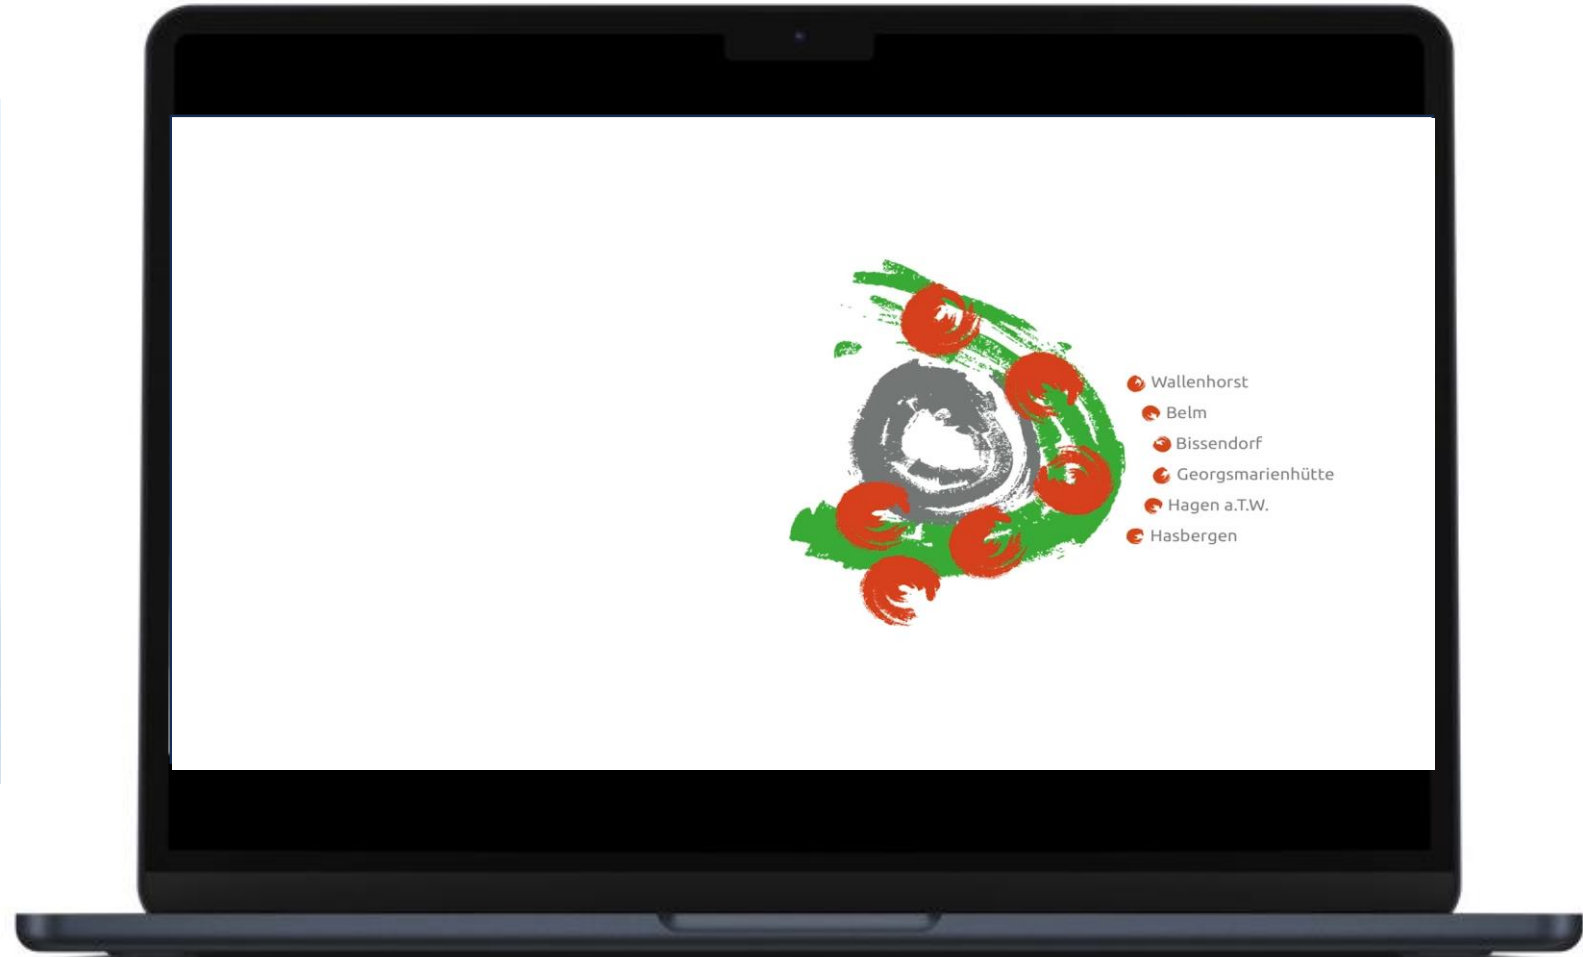 Wallenhorst
Belm
Bissendorf
Georgsmarienhütte
Hagen a.T.W.
Hasbergen